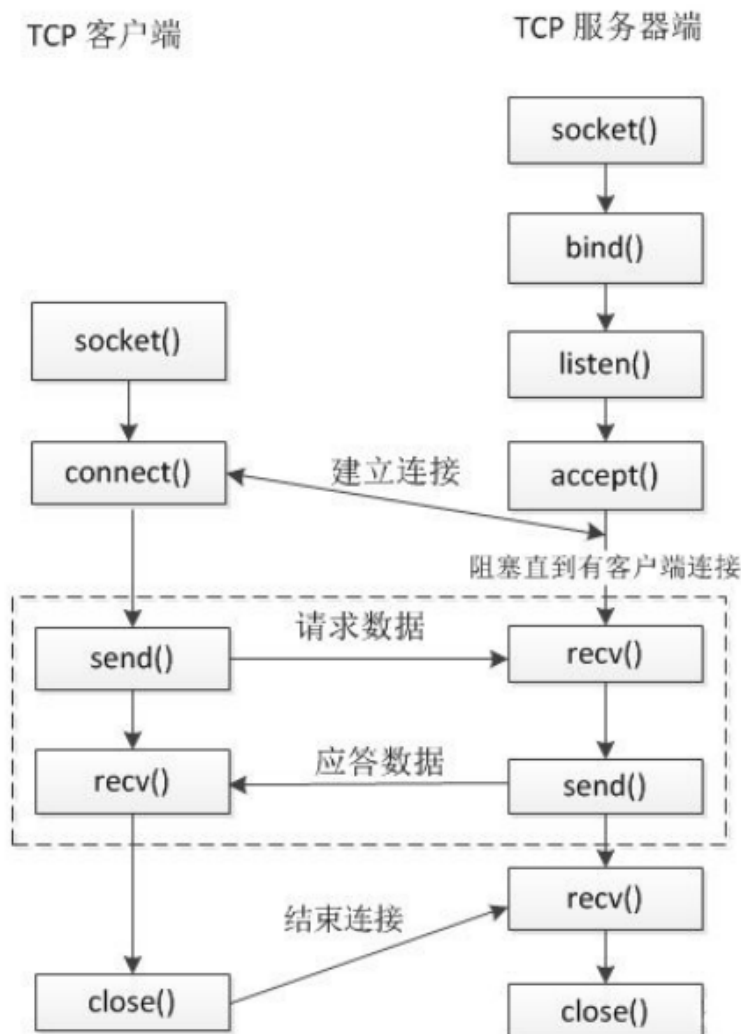 TCP 客户端
TCP 服务器端
socket()
bind()
socket()
listen()
connect()
建立连接
accept()
阻塞直到有客户端连接
send()
请求数据
recv()
recv()
应答数据
send()
结束连接
recv()
close()
close()